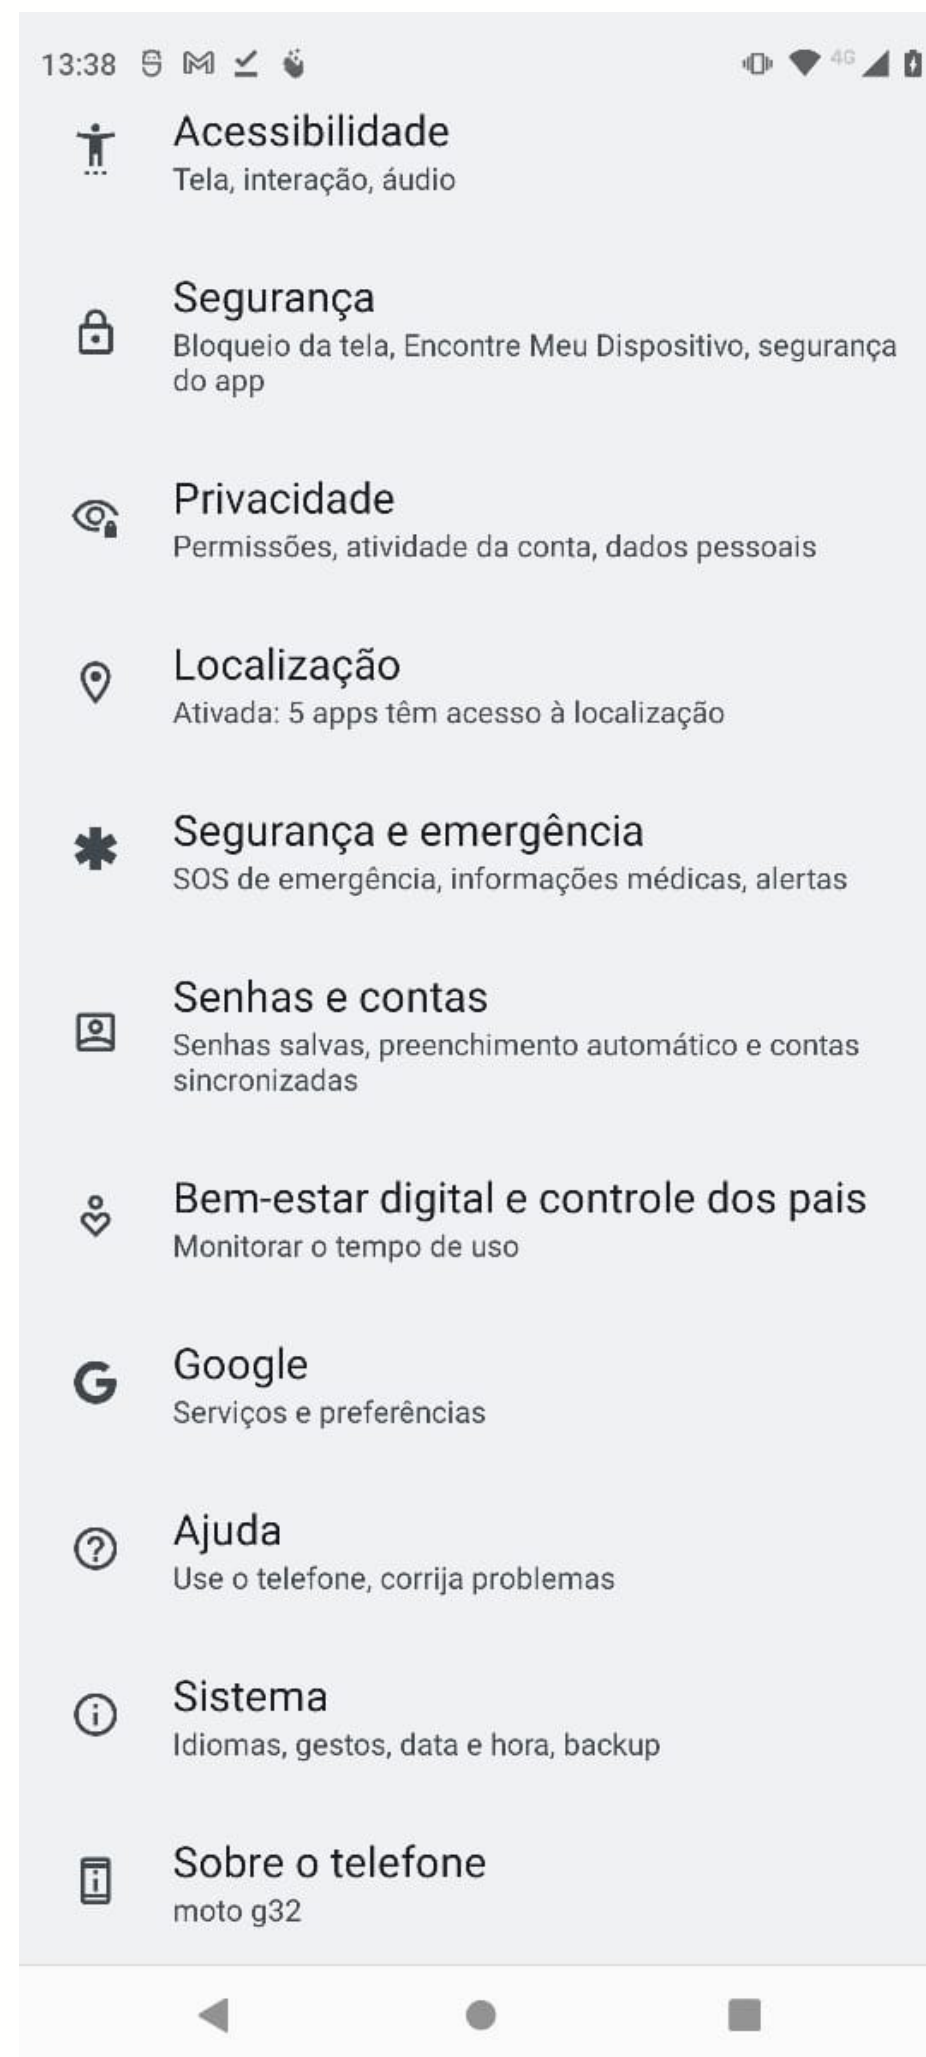 13:38
4G
Acessibilidade
Tela, interação, áudio
Segurança
Bloqueio da tela, Encontre Meu Dispositivo, segurança
do app
Privacidade
Permissões, atividade da conta, dados pessoais
Localização
Ativada: 5 apps têm acesso à localização
Segurança e emergência
SOS de emergência, informações médicas, alertas
Senhas e contas
Senhas salvas, preenchimento automático e contas
sincronizadas
Bem-estar digital e controle dos pais
Monitorar o tempo de uso
Google
Serviços e preferências
Ajuda
Use o telefone, corrija problemas
Sistema
Idiomas, gestos, data e hora, backup
Sobre o telefone
moto g32